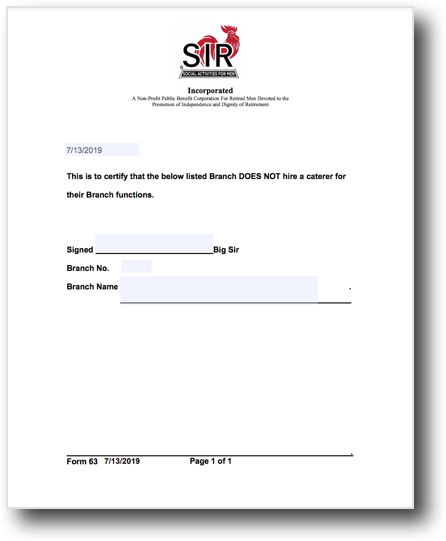 SIR
SOCIAL ACTIVITIES FOR MEN
Incorporated
A Non-Profit Public Benefit Corporation For Retired Men Devoted to the
Promotion of Independence and Dignity of Retirement
7/13/2019
This is to certify that the below listed Branch DOES NOT hire a caterer for
their Branch functions.
Signed Big Sir
Branch No.
Branch Name .
Form 63 7/13/2019 Page 1 of 1